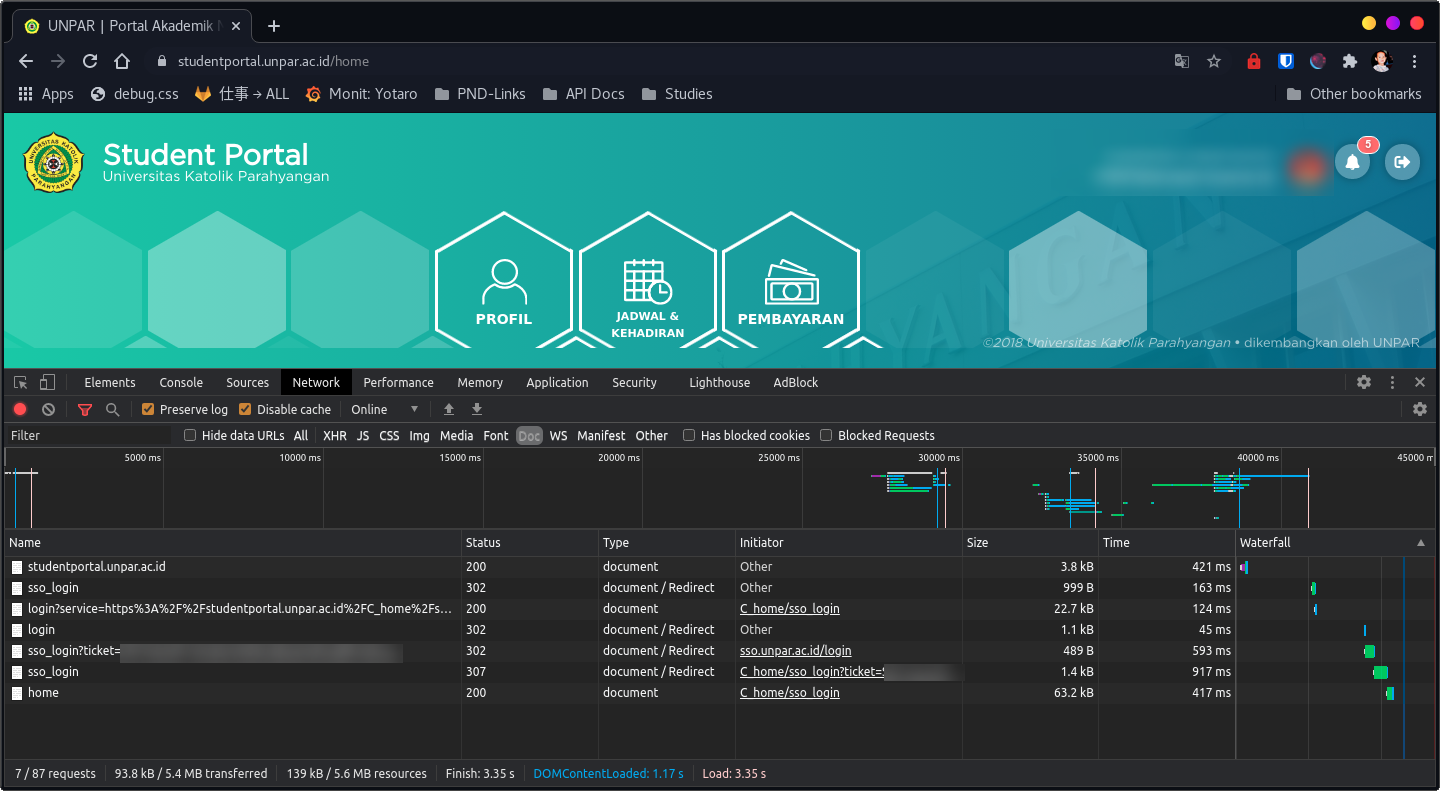 UNPAR | Portal Akademik
studentportal.unpar.ac.id/home
Apps debug.css 仕事 → ALL Monit: Yotaro PND-Links API Docs Studies Other bookmarks
UNIVERSITAS KATOLIK PARAHYANGAN
Student Portal
Universitas Katolik Parahyangan
5
PROFIL
JADWAL &
KEHADIRAN
PEMBAYARAN
©2018 Universitas Katolik Parahyangan • dikembangkan oleh UNPAR
Elements Console Sources Network Performance Memory Application Security Lighthouse AdBlock
Preserve log Disable cache Online
Filter Hide data URLs All XHR JS CSS Img Media Font Doc WS Manifest Other Has blocked cookies Blocked Requests
5000 ms 10000 ms 15000 ms 20000 ms 25000 ms 30000 ms 35000 ms 40000 ms 45000 m
Name Status Type Initiator Size Time Waterfall
studentportal.unpar.ac.id 200 document Other 3.8 kB 421 ms
sso_login 302 document / Redirect Other 999 B 163 ms
login?service=https%3A%2F%2Fstudentportal.unpar.ac.id%2FC_home%2Fs... 200 document C_home/sso_login 22.7 kB 124 ms
login 302 document / Redirect Other 1.1 kB 45 ms
sso_login?ticket= 302 document / Redirect sso.unpar.ac.id/login 489 B 593 ms
sso_login 307 document / Redirect C_home/sso_login?ticket= 1.4 kB 917 ms
home 200 document C_home/sso_login 63.2 kB 417 ms
7 / 87 requests 93.8 kB / 5.4 MB transferred 139 kB / 5.6 MB resources Finish: 3.35 s DOMContentLoaded: 1.17 s Load: 3.35 s